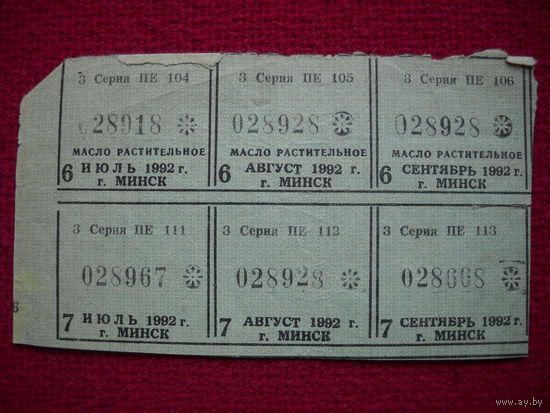 3 Серия ПЕ 104
028918
МАСЛО РАСТИТЕЛЬНОЕ
6 ИЮЛЬ 1992 г.
г. МИНСК
3 Серия ПЕ 105
028928
МАСЛО РАСТИТЕЛЬНОЕ
6 АВГУСТ 1992 г.
г. МИНСК
3 Серия ПЕ 106
028928
МАСЛО РАСТИТЕЛЬНОЕ
6 СЕНТЯБРЬ 1992 г.
г. МИНСК
3 Серия ПЕ 111
028967
7 ИЮЛЬ 1992 г.
г. МИНСК
3 Серия ПЕ 112
028928
7 АВГУСТ 1992 г.
г. МИНСК
3 Серия ПЕ 113
7 СЕНТЯБРЬ 1992 г.
г. МИНСК
www.ay.by